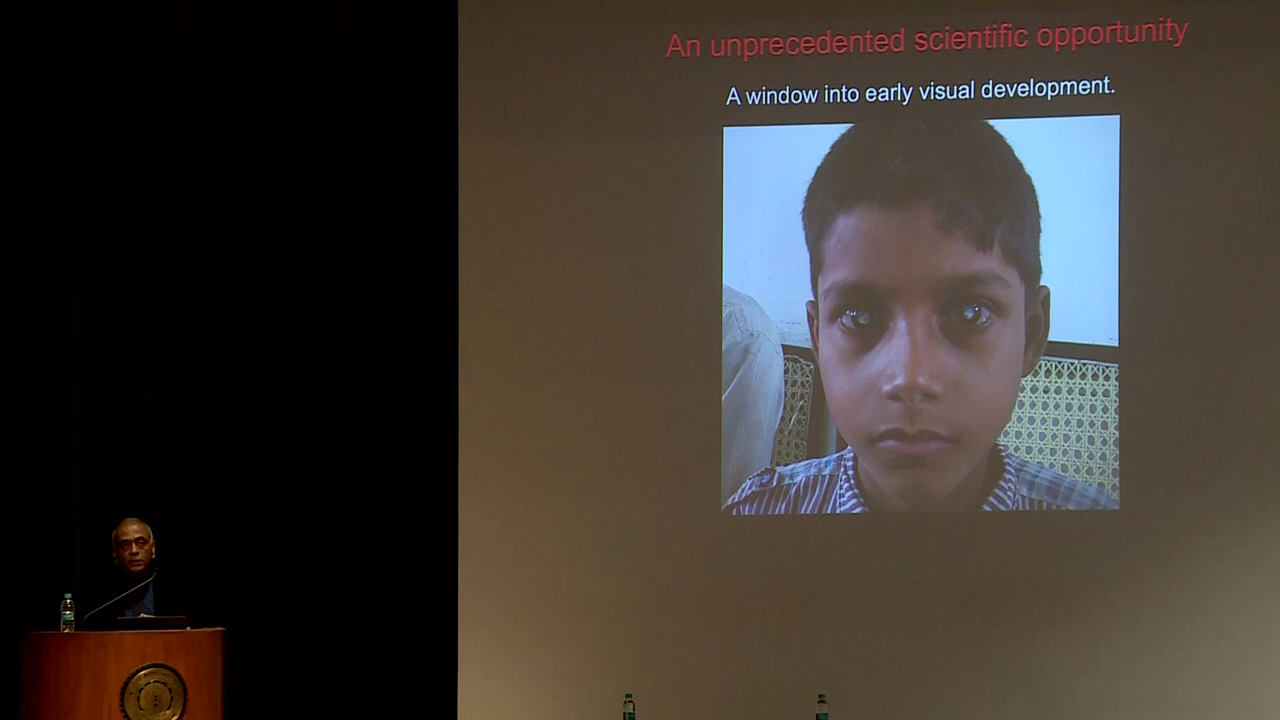 An unprecedented scientific opportunity
A window into early visual development.